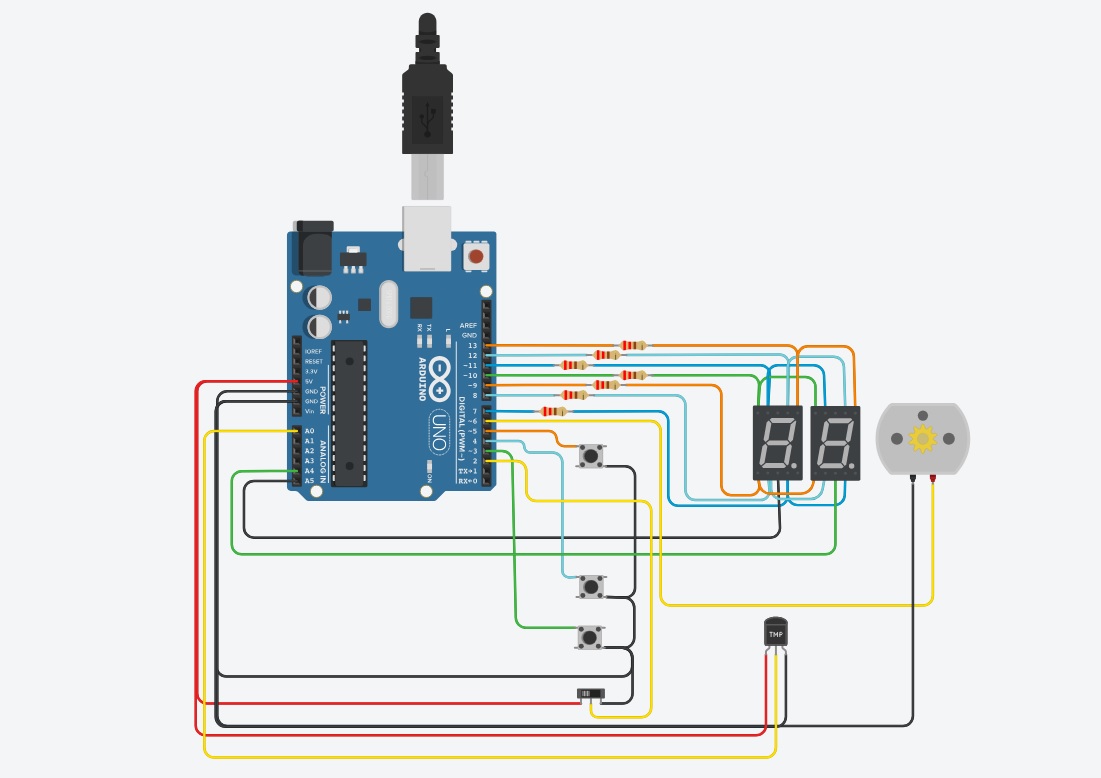 AREF
GND
13
12
~11
~10
~9
8
7
~6
~5
4
~3
2
TX→1
RX←0
DIGITAL (PWM~)
IOREF
RESET
3.3V
5V
GND
GND
Vin
POWER
A0
A1
A2
A3
A4
A5
ANALOG IN
RX
TX
L
ARDUINO
UNO
ON
8.
8.
TMP